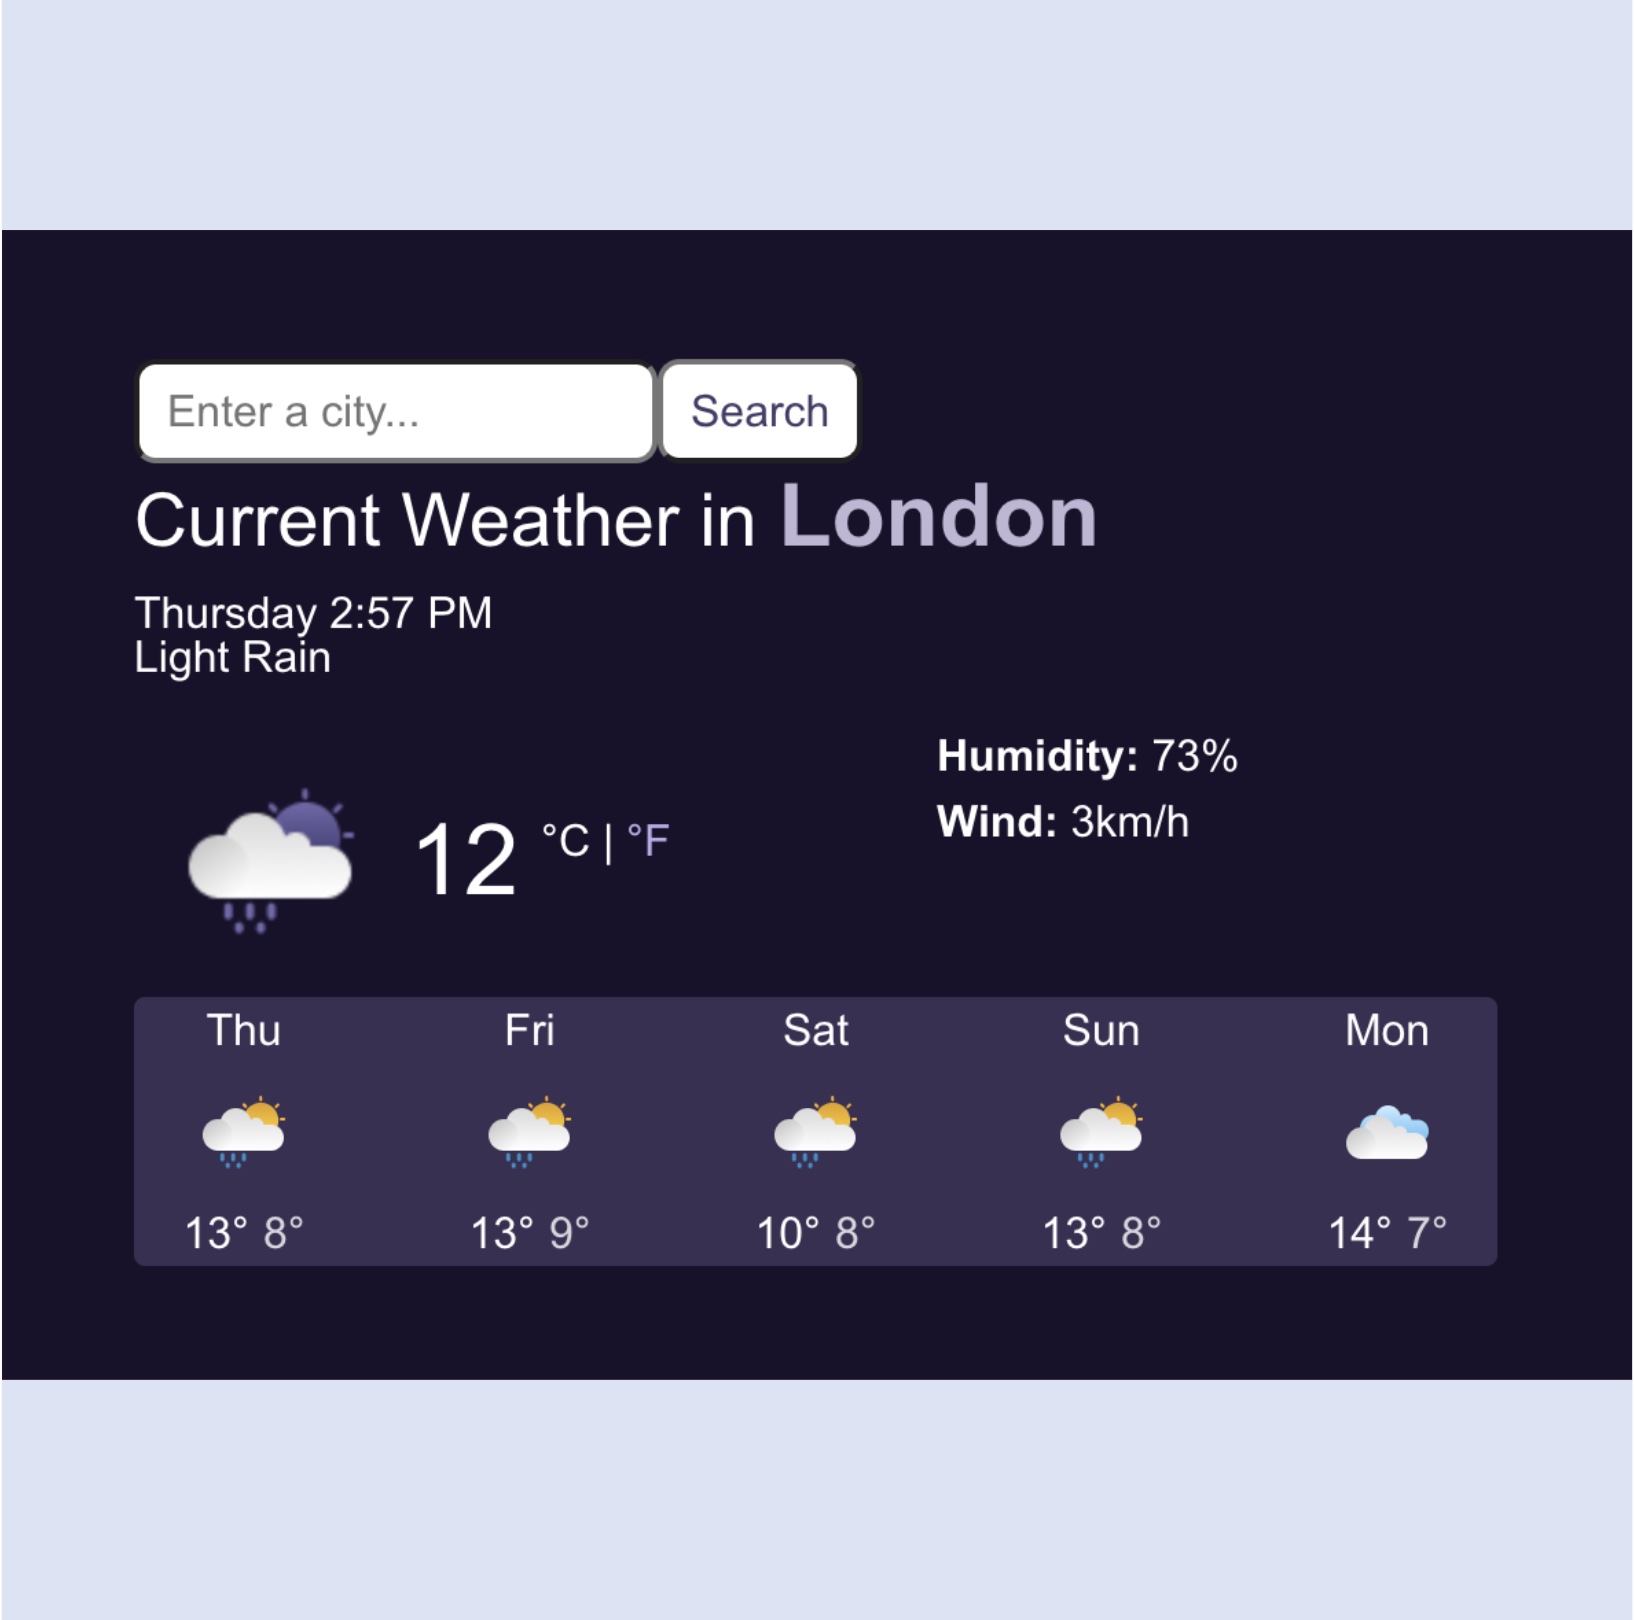 Enter a city... Search
Current Weather in London
Thursday 2:57 PM
Light Rain
Humidity: 73%
Wind: 3km/h
12 °C | °F
Thu Fri Sat Sun Mon
13° 8° 13° 9° 10° 8° 13° 8° 14° 7°